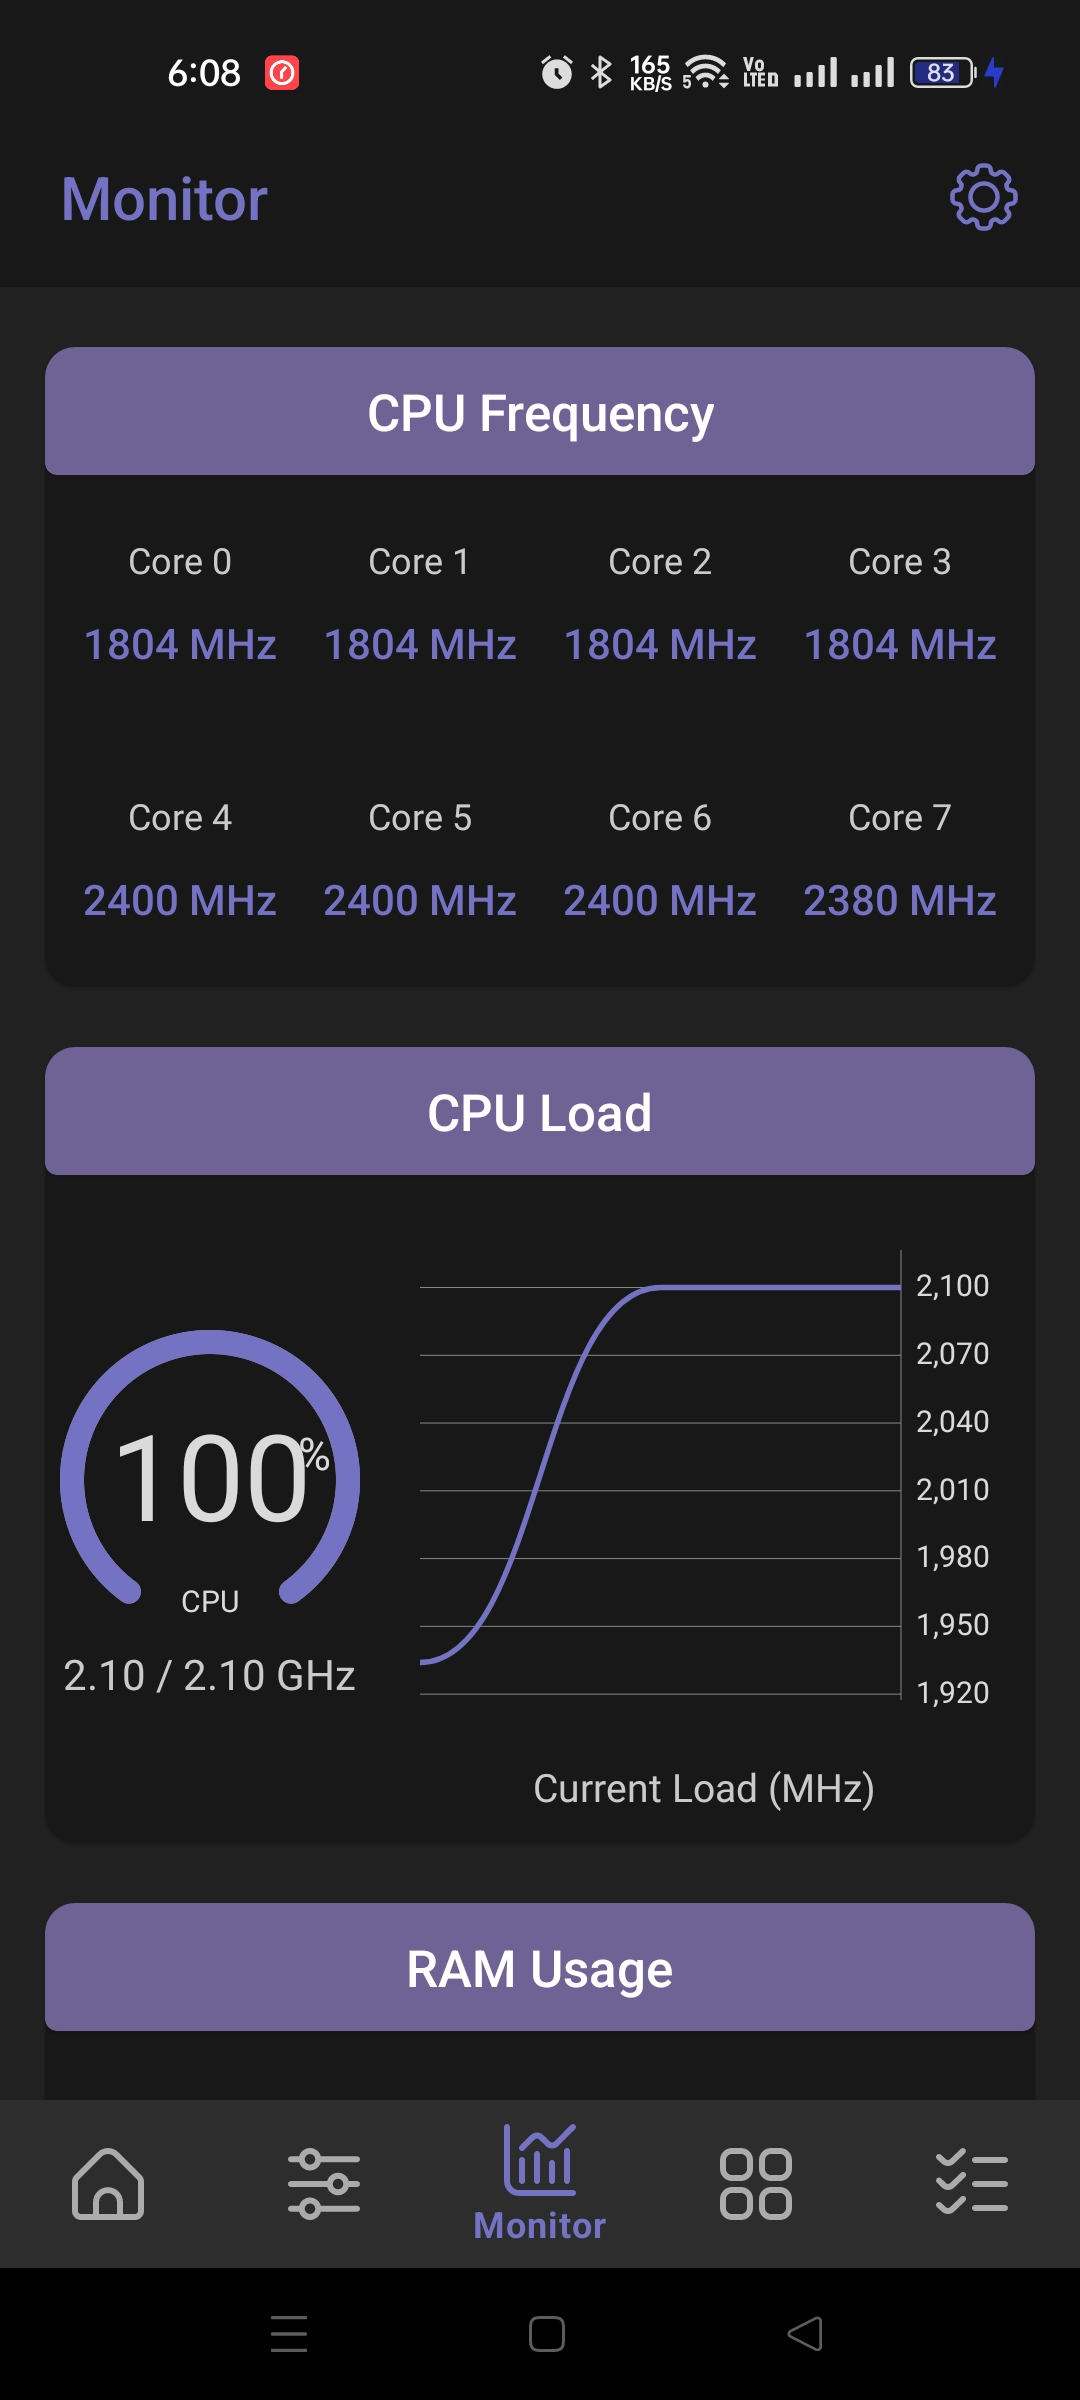 6:08 165 KB/S 5 Vo LTED 83
Monitor
CPU Frequency
Core 0 Core 1 Core 2 Core 3
1804 MHz 1804 MHz 1804 MHz 1804 MHz
Core 4 Core 5 Core 6 Core 7
2400 MHz 2400 MHz 2400 MHz 2380 MHz
CPU Load
100%
CPU
2.10 / 2.10 GHz
2,100
2,070
2,040
2,010
1,980
1,950
1,920
Current Load (MHz)
RAM Usage
Monitor